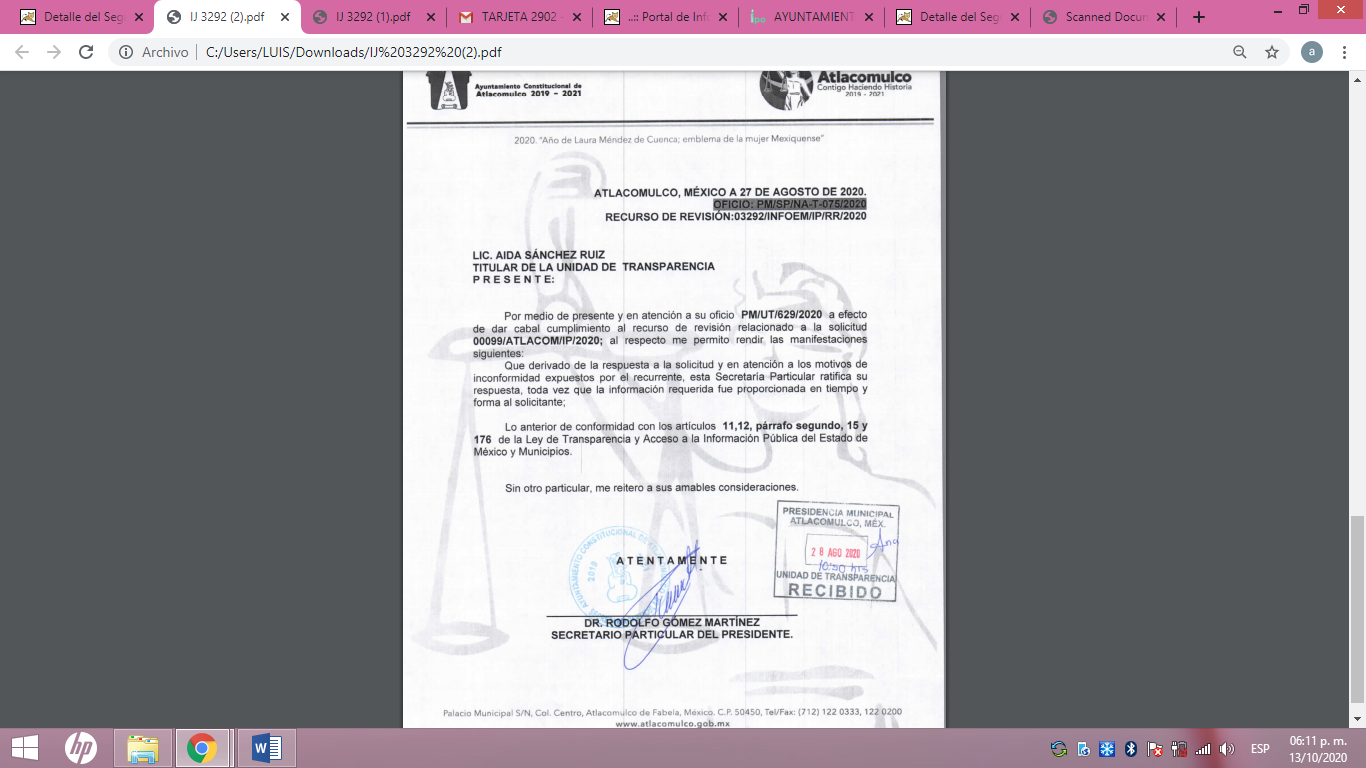 Detalle del Seg
IJ 3292 (2).pdf
IJ 3292 (1).pdf
TARJETA 2902 -
..:: Portal de Info
AYUNTAMIENT
Detalle del Seg
Scanned Docum
Archivo
C:/Users/LUIS/Downloads/IJ%203292%20(2).pdf
a
Ayuntamiento Constitucional de
Atlacomulco 2019 - 2021
Atlacomulco
Contigo Haciendo Historia
2019 - 2021
2020. "Año de Laura Méndez de Cuenca; emblema de la mujer Mexiquense"
ATLACOMULCO, MÉXICO A 27 DE AGOSTO DE 2020.
OFICIO: PM/SP/NA-T-075/2020
RECURSO DE REVISIÓN:03292/INFOEM/IP/RR/2020
LIC. AIDA SÁNCHEZ RUIZ
TITULAR DE LA UNIDAD DE TRANSPARENCIA
P R E S E N T E:
Por medio de presente y en atención a su oficio PM/UT/629/2020 a efecto
de dar cabal cumplimiento al recurso de revisión relacionado a la solicitud
00099/ATLACOM/IP/2020; al respecto me permito rendir las manifestaciones
siguientes:
Que derivado de la respuesta a la solicitud y en atención a los motivos de
inconformidad expuestos por el recurrente, esta Secretaría Particular ratifica su
respuesta, toda vez que la información requerida fue proporcionada en tiempo y
forma al solicitante;
Lo anterior de conformidad con los artículos 11,12, párrafo segundo, 15 y
176 de la Ley de Transparencia y Acceso a la Información Pública del Estado de
México y Municipios.
Sin otro particular, me reitero a sus amables consideraciones.
PRESIDENCIA MUNICIPAL
ATLACOMULCO, MÉX.
Ana
28 AGO 2020
10:50 hrs
UNIDAD DE TRANSPARENCIA
RECIBIDO
AYUNTAMIENTO CONSTITUCIONAL DE
2019
A T E N T A M E N T E
DR. RODOLFO GÓMEZ MARTÍNEZ
SECRETARIO PARTICULAR DEL PRESIDENTE.
Palacio Municipal S/N, Col. Centro, Atlacomulco de Fabela, México. C.P. 50450, Tel/Fax: (712) 122 0333, 122 0200
www.atlacomulco.gob.mx
ESP
06:11 p. m.
13/10/2020